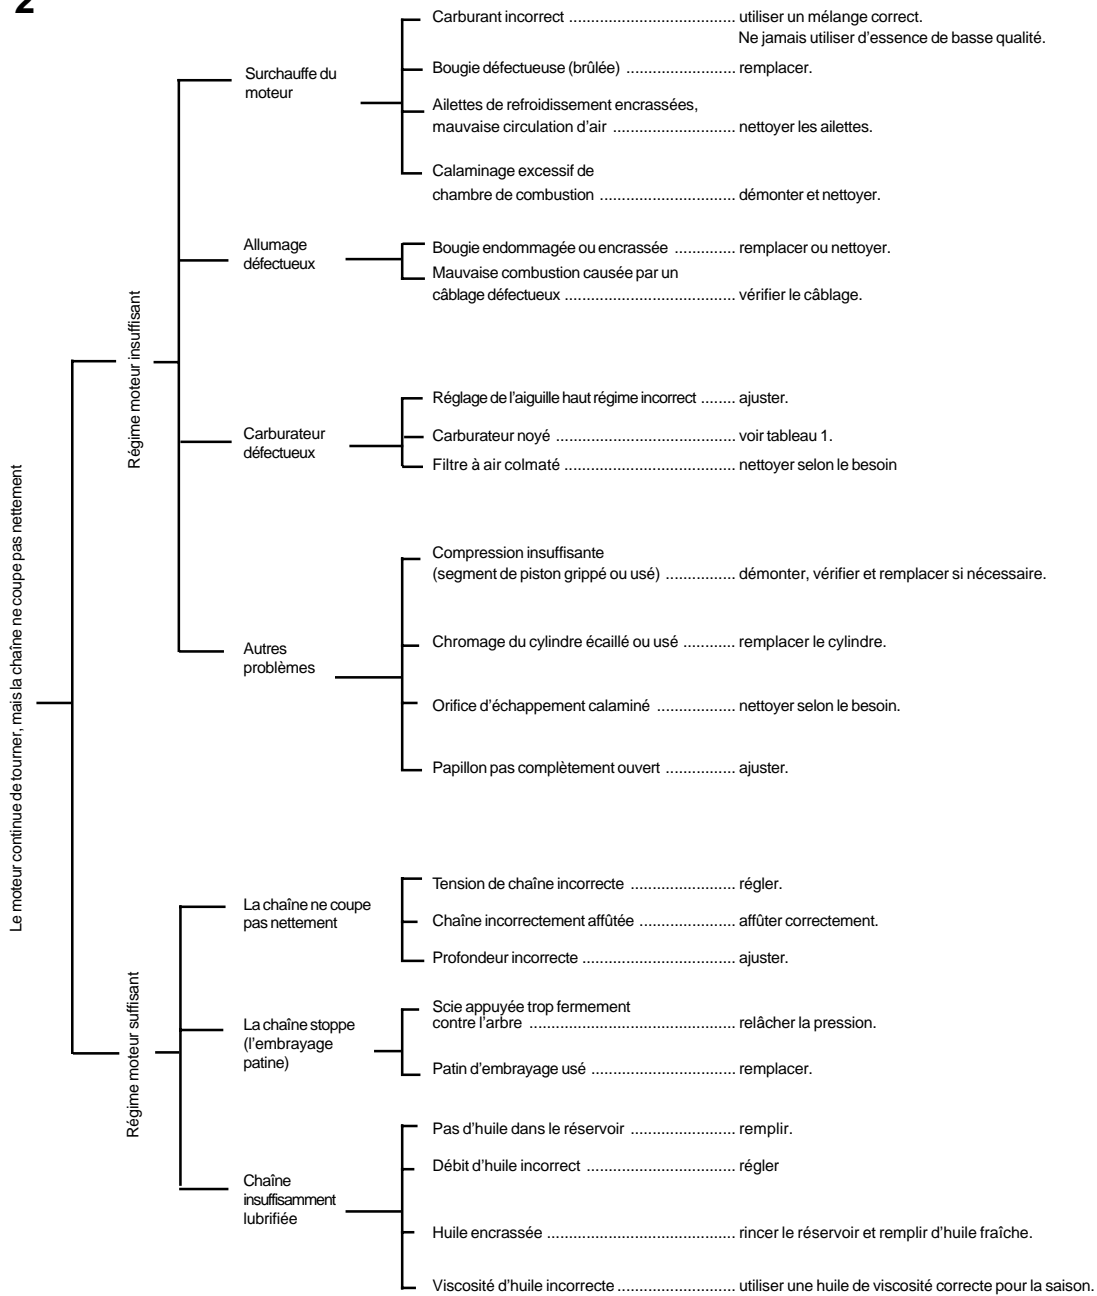 2
Le moteur continue de tourner, mais la chaîne ne coupe pas nettement
Régime moteur insuffisant
Surchauffe du
moteur
Carburant incorrect ...................................... utiliser un mélange correct.
Ne jamais utiliser d'essence de basse qualité.
Bougie défectueuse (brûlée) ......................... remplacer.
Ailettes de refroidissement encrassées,
mauvaise circulation d'air ............................ nettoyer les ailettes.
Calaminage excessif de
chambre de combustion ............................... démonter et nettoyer.
Allumage
défectueux
Bougie endommagée ou encrassée .............. remplacer ou nettoyer.
Mauvaise combustion causée par un
câblage défectueux ....................................... vérifier le câblage.
Carburateur
défectueux
Réglage de l'aiguille haut régime incorrect ........ ajuster.
Carburateur noyé ......................................... voir tableau 1.
Filtre à air colmaté ....................................... nettoyer selon le besoin
Autres
problèmes
Compression insuffisante
(segment de piston grippé ou usé) ................ démonter, vérifier et remplacer si nécessaire.
Chromage du cylindre écaillé ou usé ............ remplacer le cylindre.
Orifice d'échappement calaminé .................. nettoyer selon le besoin.
Papillon pas complètement ouvert ................ ajuster.
Régime moteur suffisant
La chaîne ne coupe
pas nettement
Tension de chaîne incorrecte ........................ régler.
Chaîne incorrectement affûtée ...................... affûter correctement.
Profondeur incorrecte ................................... ajuster.
La chaîne stoppe
(l'embrayage
patine)
Scie appuyée trop fermement
contre l'arbre ............................................... relâcher la pression.
Patin d'embrayage usé ................................. remplacer.
Chaîne
insuffisamment
lubrifiée
Pas d'huile dans le réservoir ........................ remplir.
Débit d'huile incorrect .................................. régler
Huile encrassée ........................................... rincer le réservoir et remplir d'huile fraîche.
Viscosité d'huile incorrecte ........................... utiliser une huile de viscosité correcte pour la saison.